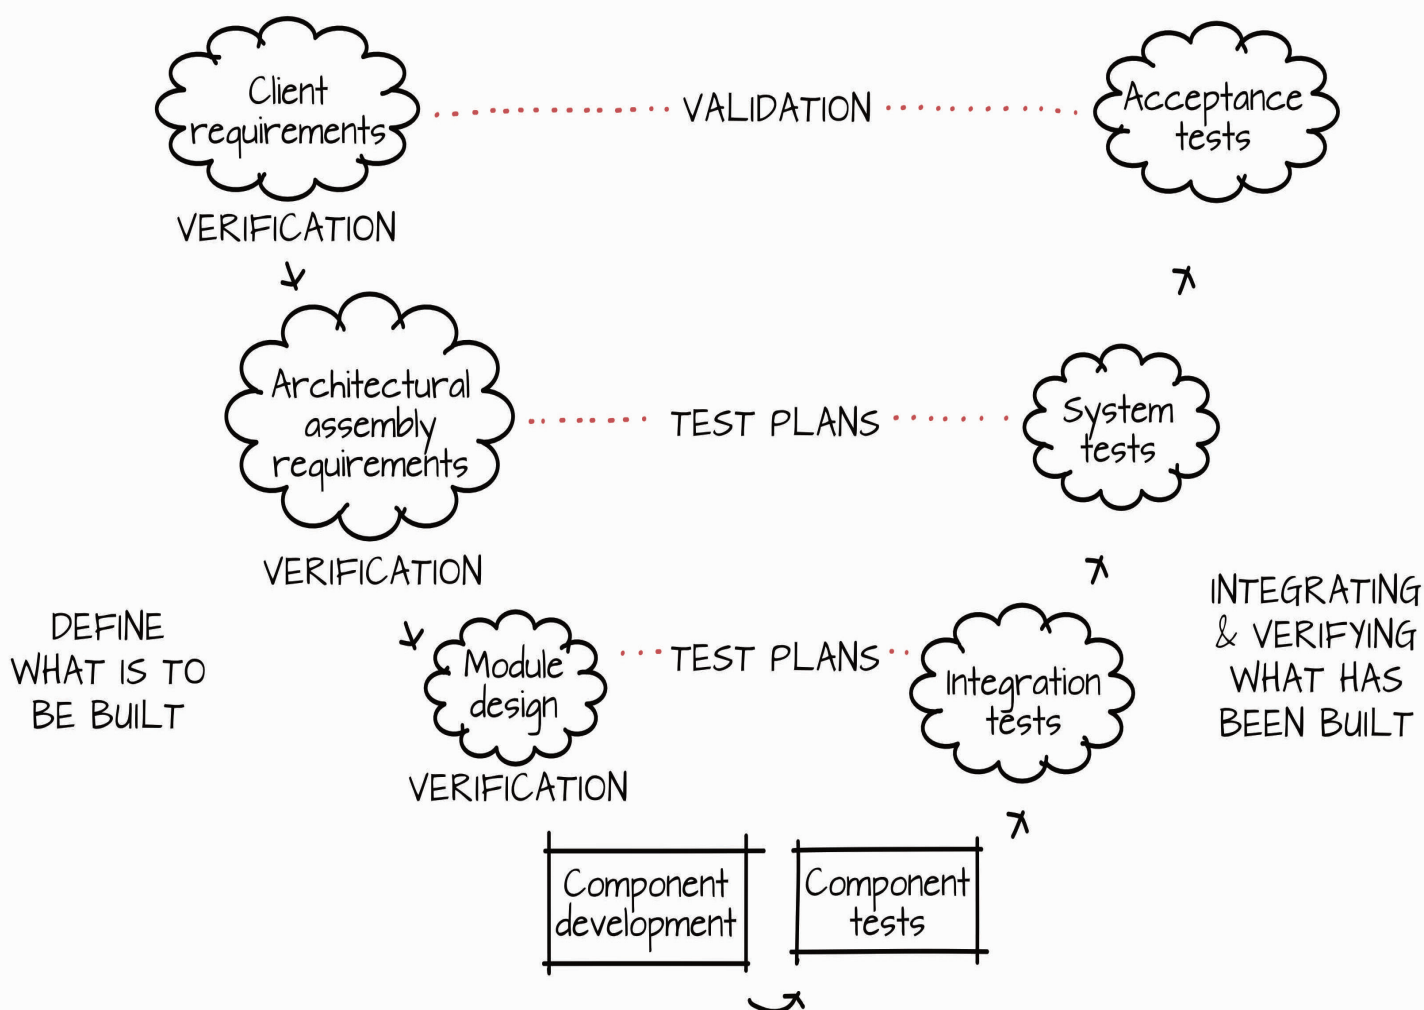 Client
requirements
VALIDATION
Acceptance
tests
VERIFICATION
Architectural
assembly
requirements
TEST PLANS
System
tests
VERIFICATION
DEFINE
WHAT IS TO
BE BUILT
Module
design
TEST PLANS
Integration
tests
INTEGRATING
& VERIFYING
WHAT HAS
BEEN BUILT
VERIFICATION
Component
development
Component
tests